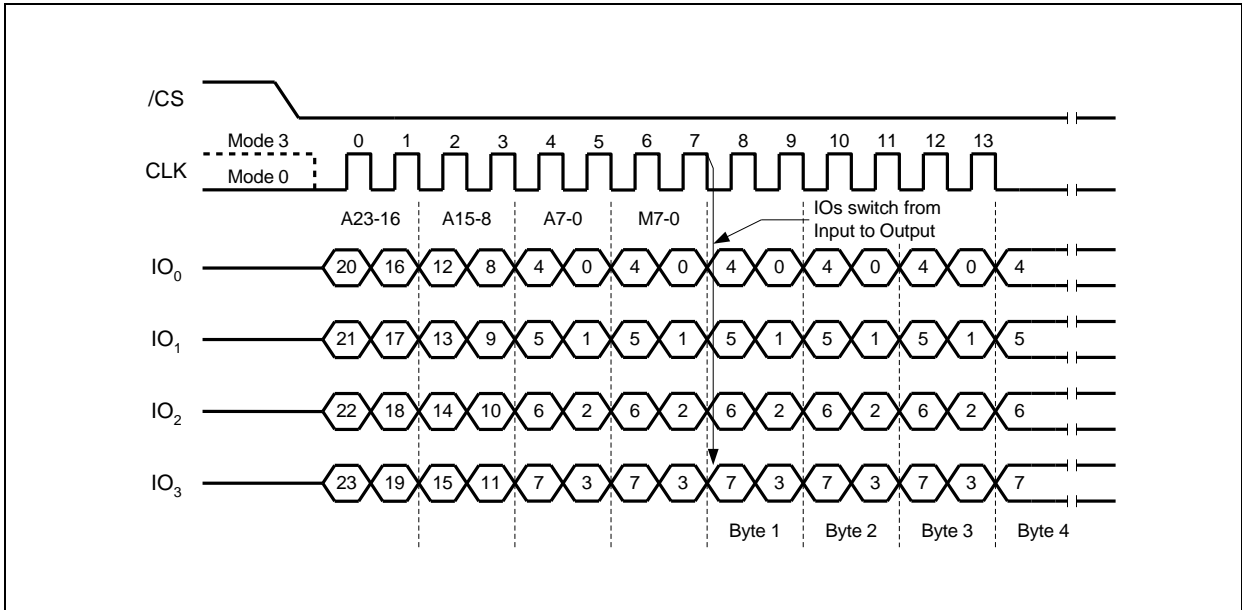 /CS
Mode 3 0 1 2 3 4 5 6 7 8 9 10 11 12 13
CLK
Mode 0
A23-16 A15-8 A7-0 M7-0
IOs switch from
Input to Output
IO0 20 16 12 8 4 0 4 0 4 0 4 0 4 0 4
IO1 21 17 13 9 5 1 5 1 5 1 5 1 5 1 5
IO2 22 18 14 10 6 2 6 2 6 2 6 2 6 2 6
IO3 23 19 15 11 7 3 7 3 7 3 7 3 7 3 7
Byte 1 Byte 2 Byte 3 Byte 4